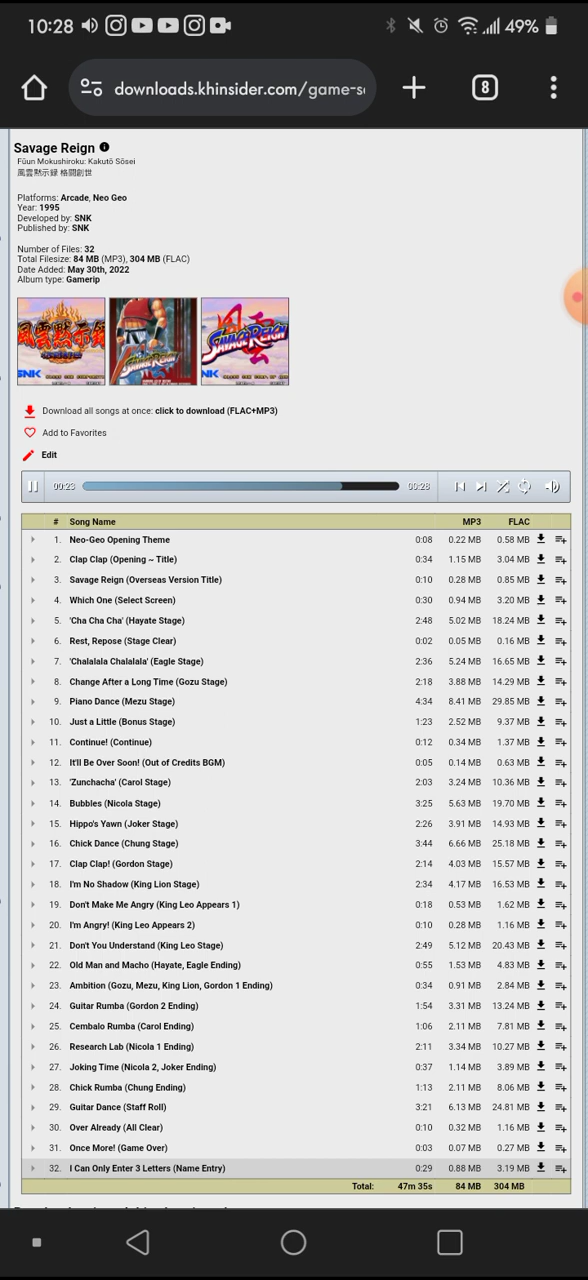 10:28
49%
downloads.khinsider.com/game-s
8
Savage Reign
Fūun Mokushiroku: Kakutō Sōsei
風雲黙示録 格闘創世
Platforms: Arcade, Neo Geo
Year: 1995
Developed by: SNK
Published by: SNK
Number of Files: 32
Total Filesize: 84 MB (MP3), 304 MB (FLAC)
Date Added: May 30th, 2022
Album type: Gamerip
風雲黙示録
SNK
SAVAGE REIGN
SAVAGE REIGN
SNK
Download all songs at once: click to download (FLAC+MP3)
Add to Favorites
Edit
00:23 00:28
# Song Name MP3 FLAC
1. Neo-Geo Opening Theme 0:08 0.22 MB 0.58 MB
2. Clap Clap (Opening ~ Title) 0:34 1.15 MB 3.04 MB
3. Savage Reign (Overseas Version Title) 0:10 0.28 MB 0.85 MB
4. Which One (Select Screen) 0:30 0.94 MB 3.20 MB
5. 'Cha Cha Cha' (Hayate Stage) 2:48 5.02 MB 18.24 MB
6. Rest, Repose (Stage Clear) 0:02 0.05 MB 0.16 MB
7. 'Chalalala Chalalala' (Eagle Stage) 2:36 5.24 MB 16.65 MB
8. Change After a Long Time (Gozu Stage) 2:18 3.88 MB 14.29 MB
9. Piano Dance (Mezu Stage) 4:34 8.41 MB 29.85 MB
10. Just a Little (Bonus Stage) 1:23 2.52 MB 9.37 MB
11. Continue! (Continue) 0:12 0.34 MB 1.37 MB
12. It'll Be Over Soon! (Out of Credits BGM) 0:05 0.14 MB 0.63 MB
13. 'Zunchacha' (Carol Stage) 2:03 3.24 MB 10.36 MB
14. Bubbles (Nicola Stage) 3:25 5.63 MB 19.70 MB
15. Hippo's Yawn (Joker Stage) 2:26 3.91 MB 14.93 MB
16. Chick Dance (Chung Stage) 3:44 6.66 MB 25.18 MB
17. Clap Clap! (Gordon Stage) 2:14 4.03 MB 15.57 MB
18. I'm No Shadow (King Lion Stage) 2:34 4.17 MB 16.53 MB
19. Don't Make Me Angry (King Leo Appears 1) 0:18 0.53 MB 1.62 MB
20. I'm Angry! (King Leo Appears 2) 0:10 0.28 MB 1.16 MB
21. Don't You Understand (King Leo Stage) 2:49 5.12 MB 20.43 MB
22. Old Man and Macho (Hayate, Eagle Ending) 0:55 1.53 MB 4.83 MB
23. Ambition (Gozu, Mezu, King Lion, Gordon 1 Ending) 0:34 0.91 MB 2.84 MB
24. Guitar Rumba (Gordon 2 Ending) 1:54 3.31 MB 13.24 MB
25. Cembalo Rumba (Carol Ending) 1:06 2.11 MB 7.81 MB
26. Research Lab (Nicola 1 Ending) 2:11 3.34 MB 10.27 MB
27. Joking Time (Nicola 2, Joker Ending) 0:37 1.14 MB 3.89 MB
28. Chick Rumba (Chung Ending) 1:13 2.11 MB 8.06 MB
29. Guitar Dance (Staff Roll) 3:21 6.13 MB 24.81 MB
30. Over Already (All Clear) 0:10 0.32 MB 1.16 MB
31. Once More! (Game Over) 0:03 0.07 MB 0.27 MB
32. I Can Only Enter 3 Letters (Name Entry) 0:29 0.88 MB 3.19 MB
Total: 47m 35s 84 MB 304 MB